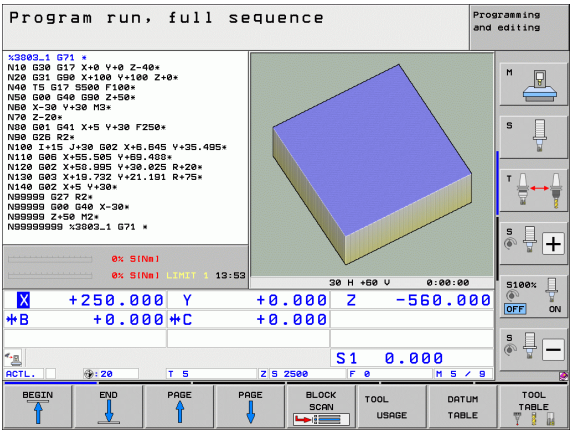 Program run, full sequence
Programming and editing
%3803_1 G71 *
N10 G30 G17 X+0 Y+0 Z-40*
N20 G31 G90 X+100 Y+100 Z+0*
N40 T5 G17 S500 F100*
N50 G00 G40 G90 Z+50*
N60 X-30 Y+30 M3*
N70 Z-20*
N80 G01 G41 X+5 Y+30 F250*
N90 G26 R2*
N100 I+15 J+30 G02 X+6.645 Y+35.495*
N110 G06 X+55.505 Y+69.488*
N120 G02 X+58.995 Y+30.025 R+20*
N130 G03 X+19.732 Y+21.191 R+75*
N140 G02 X+5 Y+30*
N99999 G27 R2*
N99999 G00 G40 X-30*
N99999 Z+50 M2*
N99999999 %3803_1 G71 *
0% S[Nm]
0% S[Nm] LIMIT 1 13:53
30 H +60 V 0:00:00
X +250.000 Y +0.000 Z -560.000
+B +0.000 +C +0.000
S1 0.000
ACTL. : 20 T 5 Z S 2500 F 0 M 5 / 9
M
S
T
S +
S100%
OFF ON
S -
BEGIN
END
PAGE
PAGE
BLOCK SCAN
TOOL USAGE
DATUM TABLE
TOOL TABLE